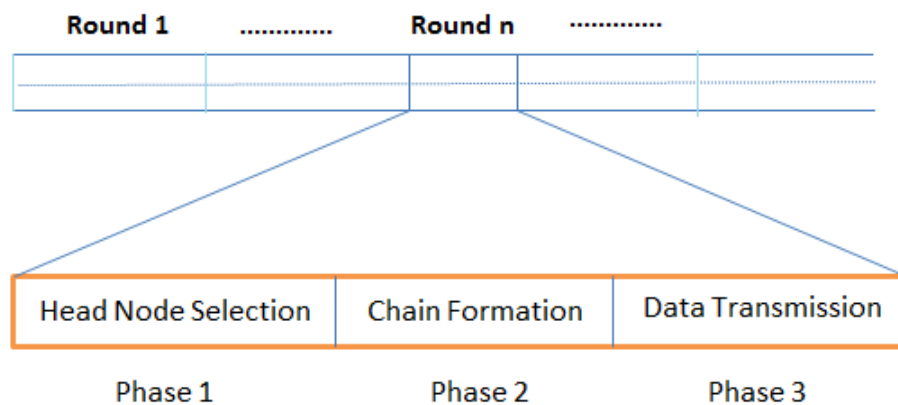 Round 1 ............. Round n .............
Head Node Selection Chain Formation Data Transmission
Phase 1 Phase 2 Phase 3